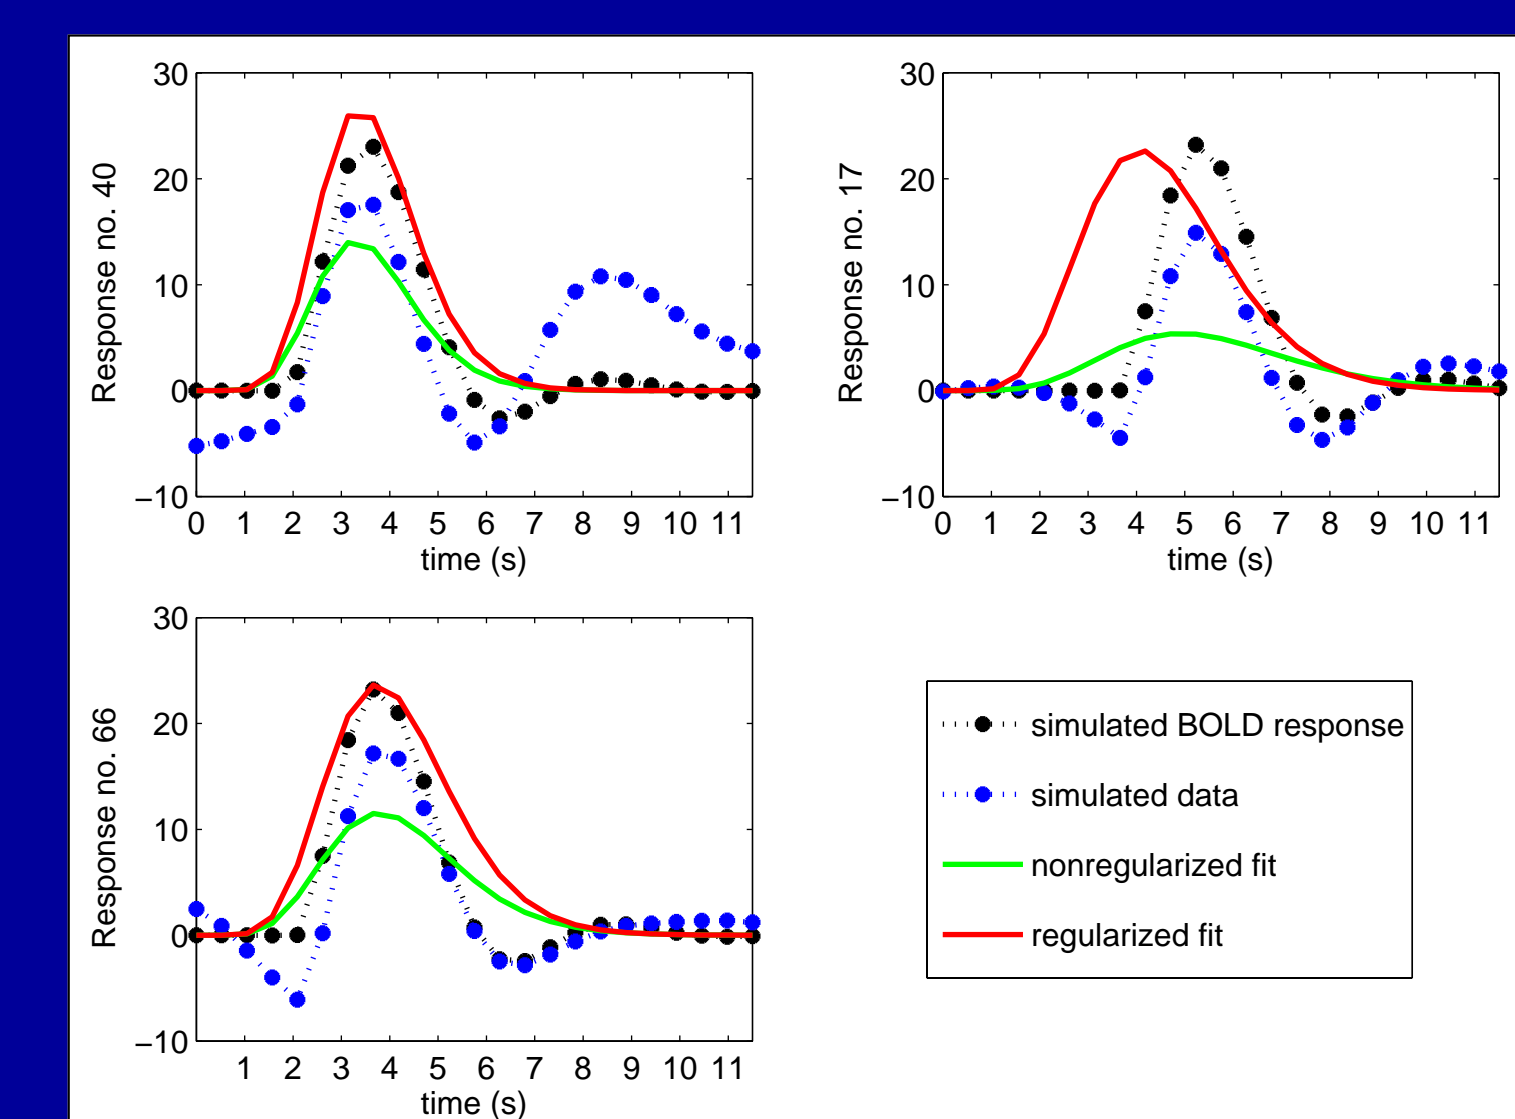 30
20
10
0
−10
0 1 2 3 4 5 6 7 8 9 10 11
time (s)
Response no. 40
30
20
10
0
−10
0 1 2 3 4 5 6 7 8 9 10 11
time (s)
Response no. 17
30
20
10
0
−10
1 2 3 4 5 6 7 8 9 10 11
time (s)
Response no. 66
simulated BOLD response
simulated data
nonregularized fit
regularized fit